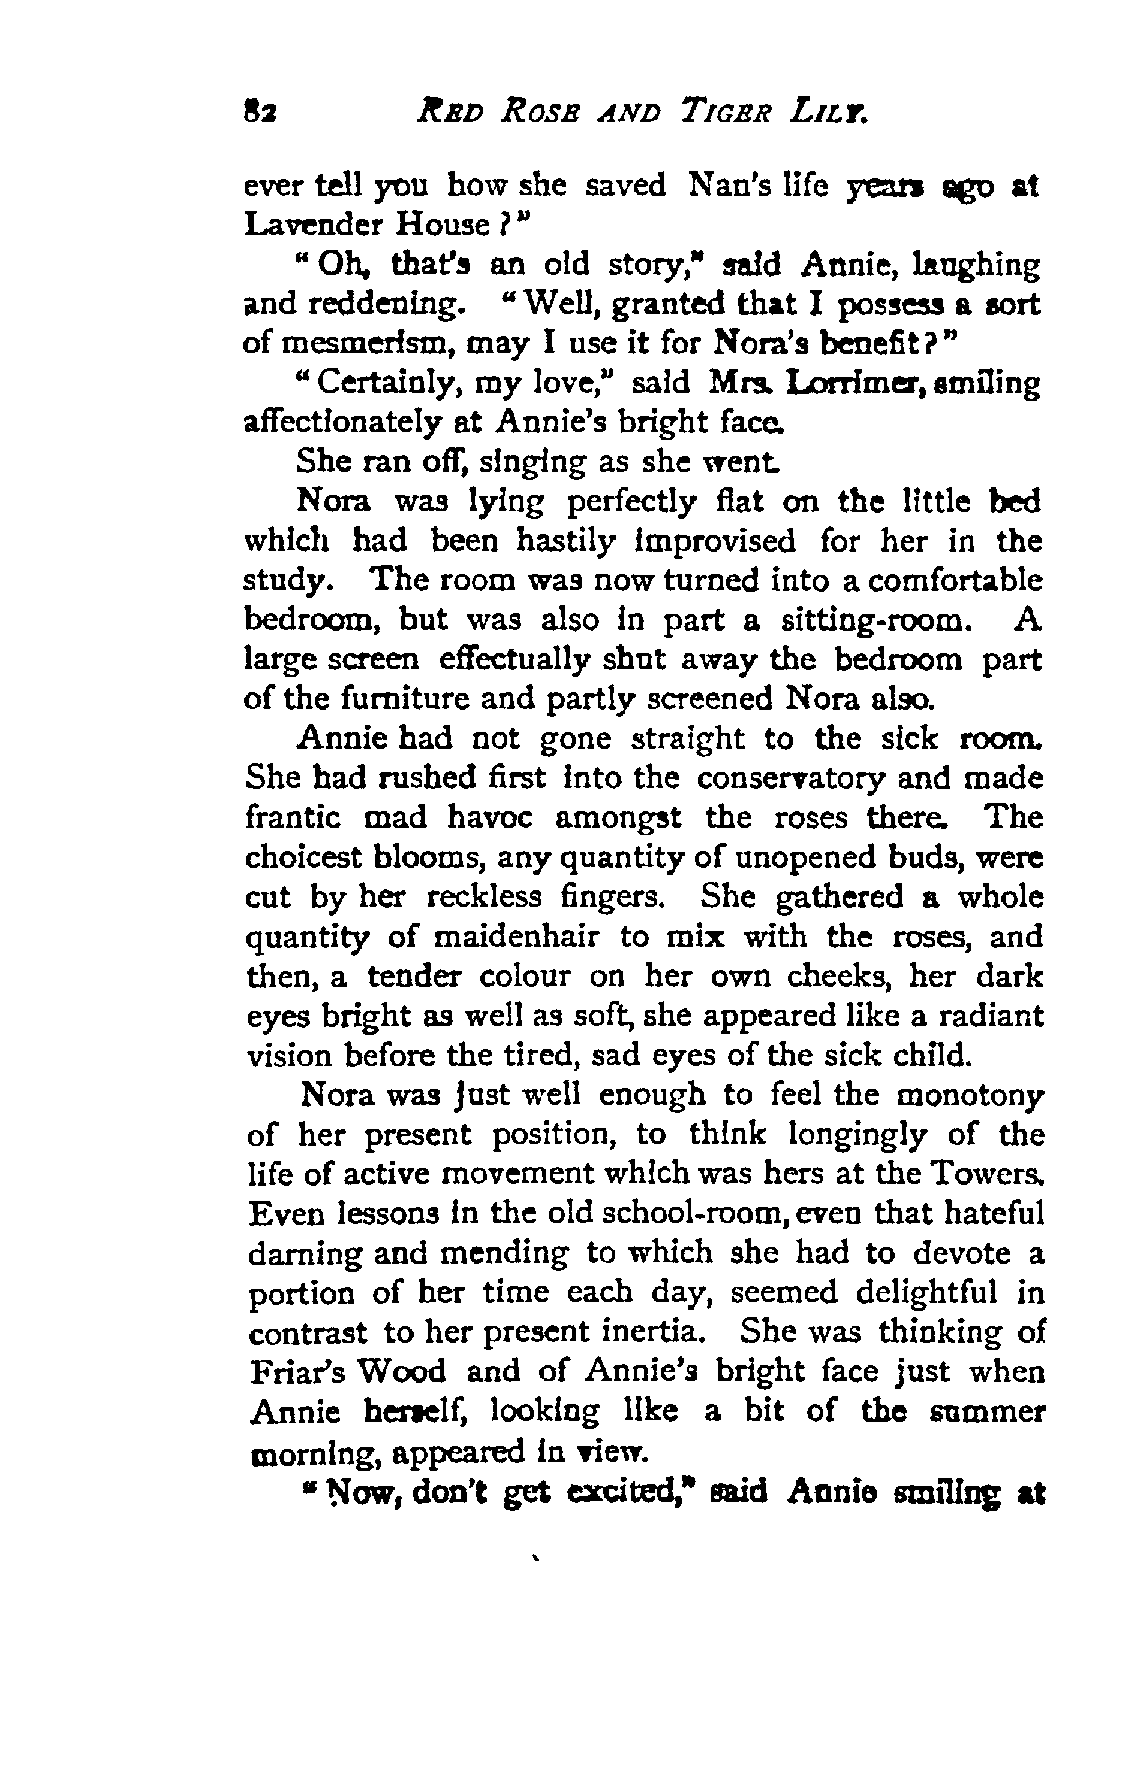 82 RED ROSE AND TIGER LILY.
ever tell you how she saved Nan's life years ago at
Lavender House?"
"Oh, that's an old story," said Annie, laughing
and reddening. "Well, granted that I possess a sort
of mesmerism, may I use it for Nora's benefit?"
"Certainly, my love," said Mrs. Lorrimer, smiling
affectionately at Annie's bright face.
She ran off, singing as she went.
Nora was lying perfectly flat on the little bed
which had been hastily improvised for her in the
study. The room was now turned into a comfortable
bedroom, but was also in part a sitting-room. A
large screen effectually shut away the bedroom part
of the furniture and partly screened Nora also.
Annie had not gone straight to the sick room.
She had rushed first into the conservatory and made
frantic mad havoc amongst the roses there. The
choicest blooms, any quantity of unopened buds, were
cut by her reckless fingers. She gathered a whole
quantity of maidenhair to mix with the roses, and
then, a tender colour on her own cheeks, her dark
eyes bright as well as soft, she appeared like a radiant
vision before the tired, sad eyes of the sick child.
Nora was just well enough to feel the monotony
of her present position, to think longingly of the
life of active movement which was hers at the Towers.
Even lessons in the old school-room, even that hateful
darning and mending to which she had to devote a
portion of her time each day, seemed delightful in
contrast to her present inertia. She was thinking of
Friar's Wood and of Annie's bright face just when
Annie herself, looking like a bit of the summer
morning, appeared in view.
"Now, don't get excited," said Annie smiling at